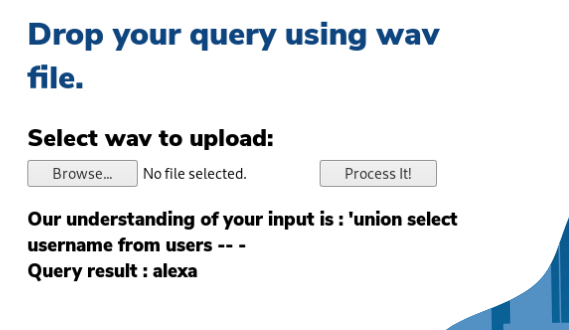 Drop your query using wav
file.
Select wav to upload:
Browse... No file selected. Process It!
Our understanding of your input is : 'union select
username from users -- -
Query result : alexa